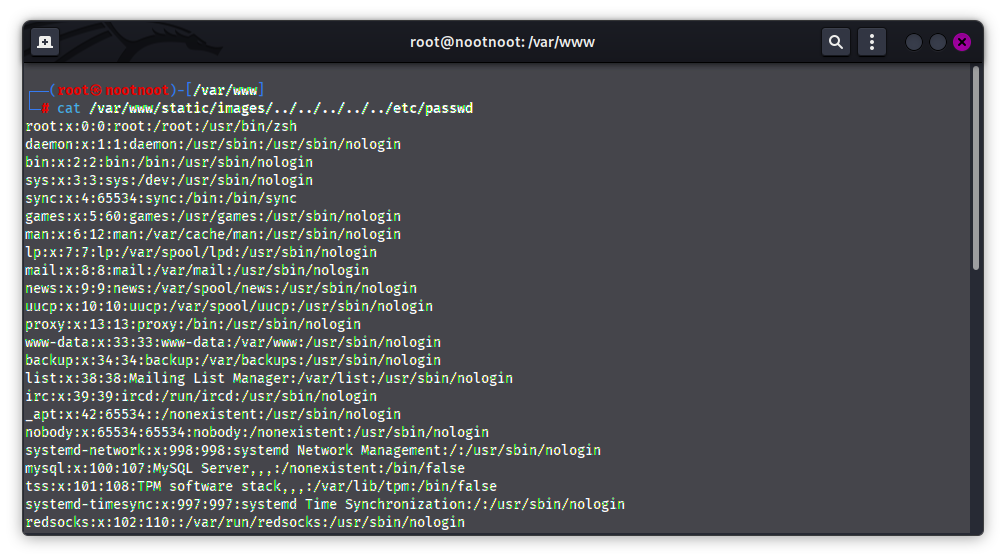 root@nootnoot: /var/www
┌──(root㉿nootnoot)-[/var/www]
└─# cat /var/www/static/images/../../../../../etc/passwd
root:x:0:0:root:/root:/usr/bin/zsh
daemon:x:1:1:daemon:/usr/sbin:/usr/sbin/nologin
bin:x:2:2:bin:/bin:/usr/sbin/nologin
sys:x:3:3:sys:/dev:/usr/sbin/nologin
sync:x:4:65534:sync:/bin:/bin/sync
games:x:5:60:games:/usr/games:/usr/sbin/nologin
man:x:6:12:man:/var/cache/man:/usr/sbin/nologin
lp:x:7:7:lp:/var/spool/lpd:/usr/sbin/nologin
mail:x:8:8:mail:/var/mail:/usr/sbin/nologin
news:x:9:9:news:/var/spool/news:/usr/sbin/nologin
uucp:x:10:10:uucp:/var/spool/uucp:/usr/sbin/nologin
proxy:x:13:13:proxy:/bin:/usr/sbin/nologin
www-data:x:33:33:www-data:/var/www:/usr/sbin/nologin
backup:x:34:34:backup:/var/backups:/usr/sbin/nologin
list:x:38:38:Mailing List Manager:/var/list:/usr/sbin/nologin
irc:x:39:39:ircd:/run/ircd:/usr/sbin/nologin
_apt:x:42:65534::/nonexistent:/usr/sbin/nologin
nobody:x:65534:65534:nobody:/nonexistent:/usr/sbin/nologin
systemd-network:x:998:998:systemd Network Management:/:/usr/sbin/nologin
mysql:x:100:107:MySQL Server,,,:/nonexistent:/bin/false
tss:x:101:108:TPM software stack,,,:/var/lib/tpm:/bin/false
systemd-timesync:x:997:997:systemd Time Synchronization:/:/usr/sbin/nologin
redsocks:x:102:110::/var/run/redsocks:/usr/sbin/nologin